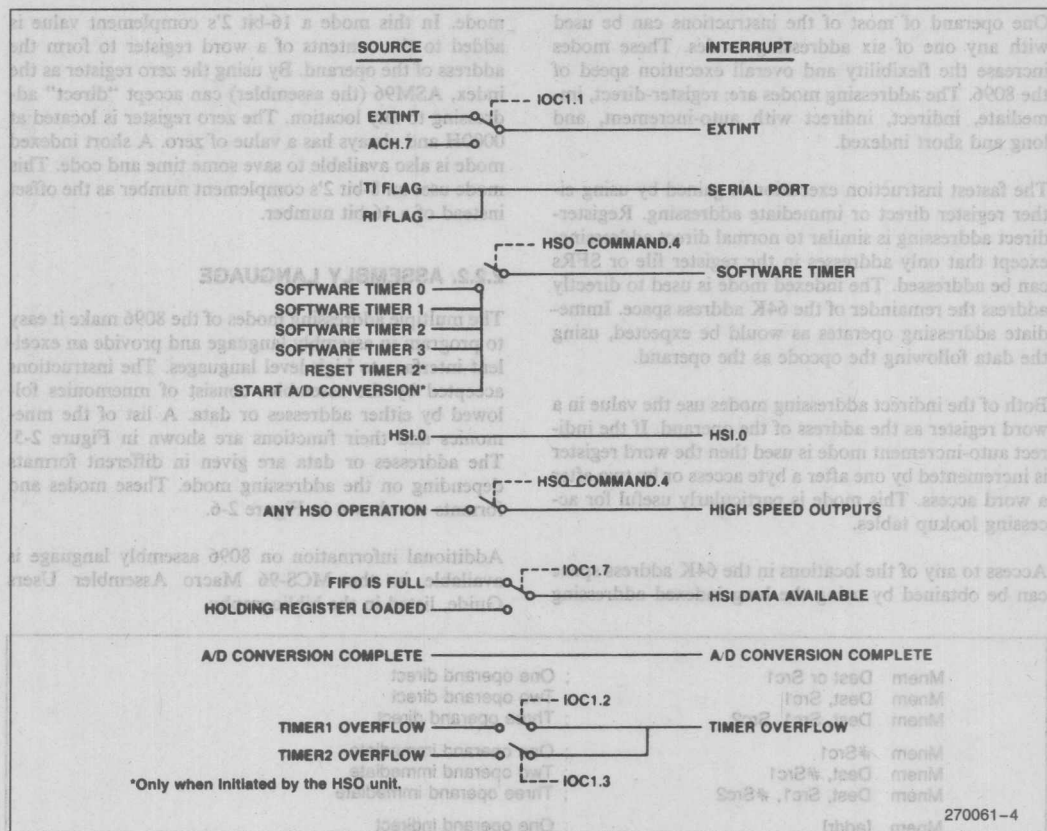 SOURCE INTERRUPT
IOC1.1
EXTINT EXTINT
ACH.7
TI FLAG SERIAL PORT
RI FLAG
HSO_COMMAND.4
SOFTWARE TIMER
SOFTWARE TIMER 0
SOFTWARE TIMER 1
SOFTWARE TIMER 2
SOFTWARE TIMER 3
RESET TIMER 2*
START A/D CONVERSION*
HSI.0 HSI.0
HSO_COMMAND.4
ANY HSO OPERATION HIGH SPEED OUTPUTS
IOC1.7
FIFO IS FULL HSI DATA AVAILABLE
HOLDING REGISTER LOADED
A/D CONVERSION COMPLETE A/D CONVERSION COMPLETE
IOC1.2
TIMER1 OVERFLOW TIMER OVERFLOW
TIMER2 OVERFLOW
IOC1.3
*Only when initiated by the HSO unit.
270061-4